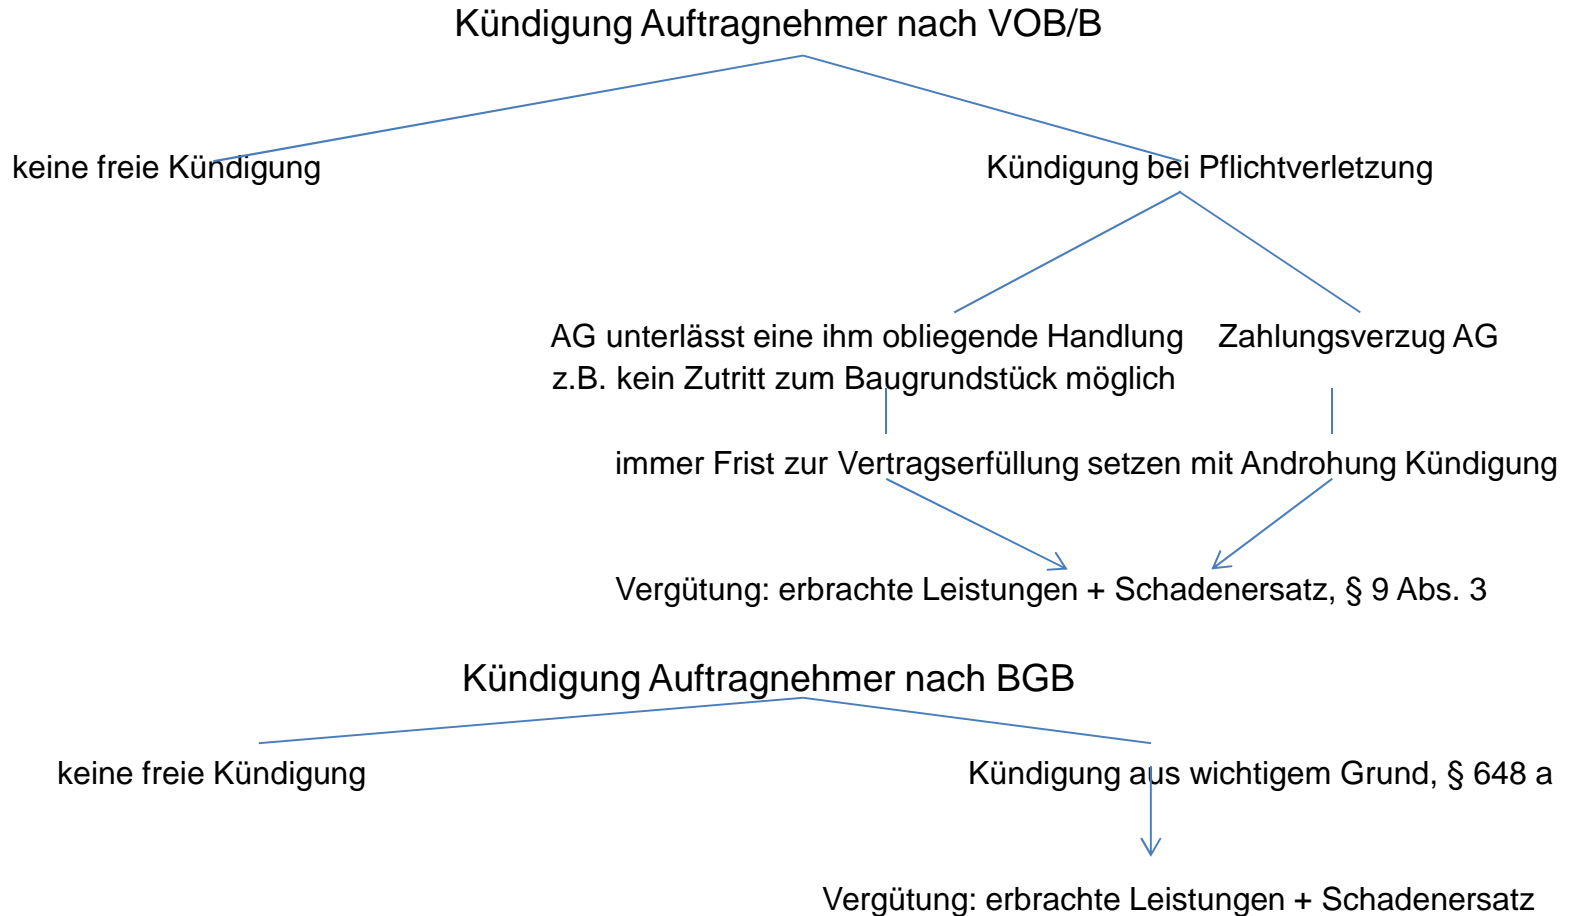 Kündigung Auftragnehmer nach VOB/B
keine freie Kündigung
Kündigung bei Pflichtverletzung
AG unterlässt eine ihm obliegende Handlung
z.B. kein Zutritt zum Baugrundstück möglich
Zahlungsverzug AG
immer Frist zur Vertragserfüllung setzen mit Androhung Kündigung
Vergütung: erbrachte Leistungen + Schadenersatz, § 9 Abs. 3
Kündigung Auftragnehmer nach BGB
keine freie Kündigung
Kündigung aus wichtigem Grund, § 648 a
Vergütung: erbrachte Leistungen + Schadenersatz